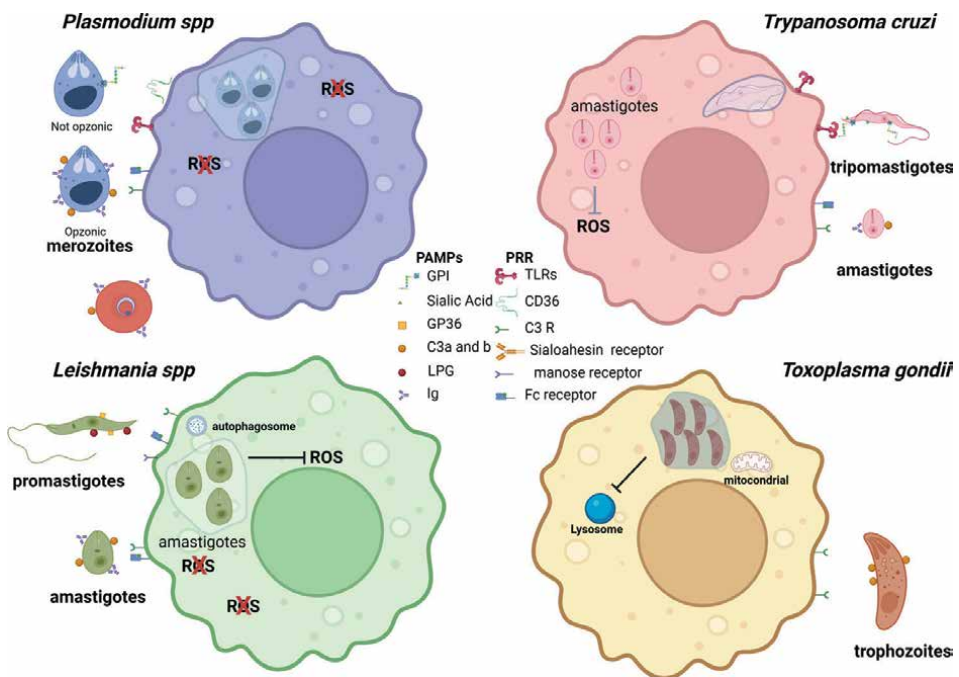 Plasmodium spp
Not opzonic
Opzonic
merozoites
ROS
ROS
Trypanosoma cruzi
amastigotes
ROS
tripomastigotes
amastigotes
PAMPs
GPI
Sialic Acid
GP36
C3a and b
LPG
Ig
PRR
TLRs
CD36
C3 R
Sialoahesin receptor
manose receptor
Fc receptor
Leishmania spp
promastigotes
amastigotes
autophagosome
ROS
amastigotes
ROS
ROS
Toxoplasma gondii
mitocondrial
Lysosome
trophozoites